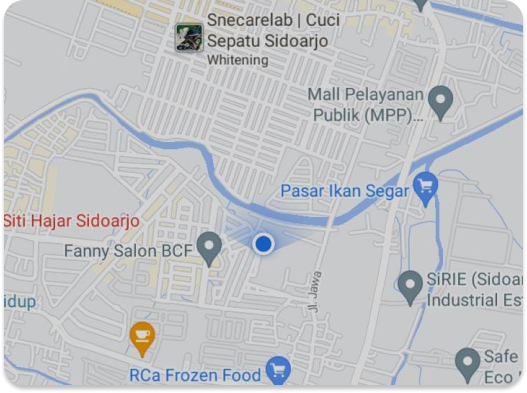 Snecarelab | Cuci
Sepatu Sidoarjo
Whitening
Mall Pelayanan
Publik (MPP)...
Pasar Ikan Segar
Siti Hajar Sidoarjo
Fanny Salon BCF
SiRIE (Sidoar
Industrial Es
Jl. Jawa
idup
RCa Frozen Food
Safe
Eco